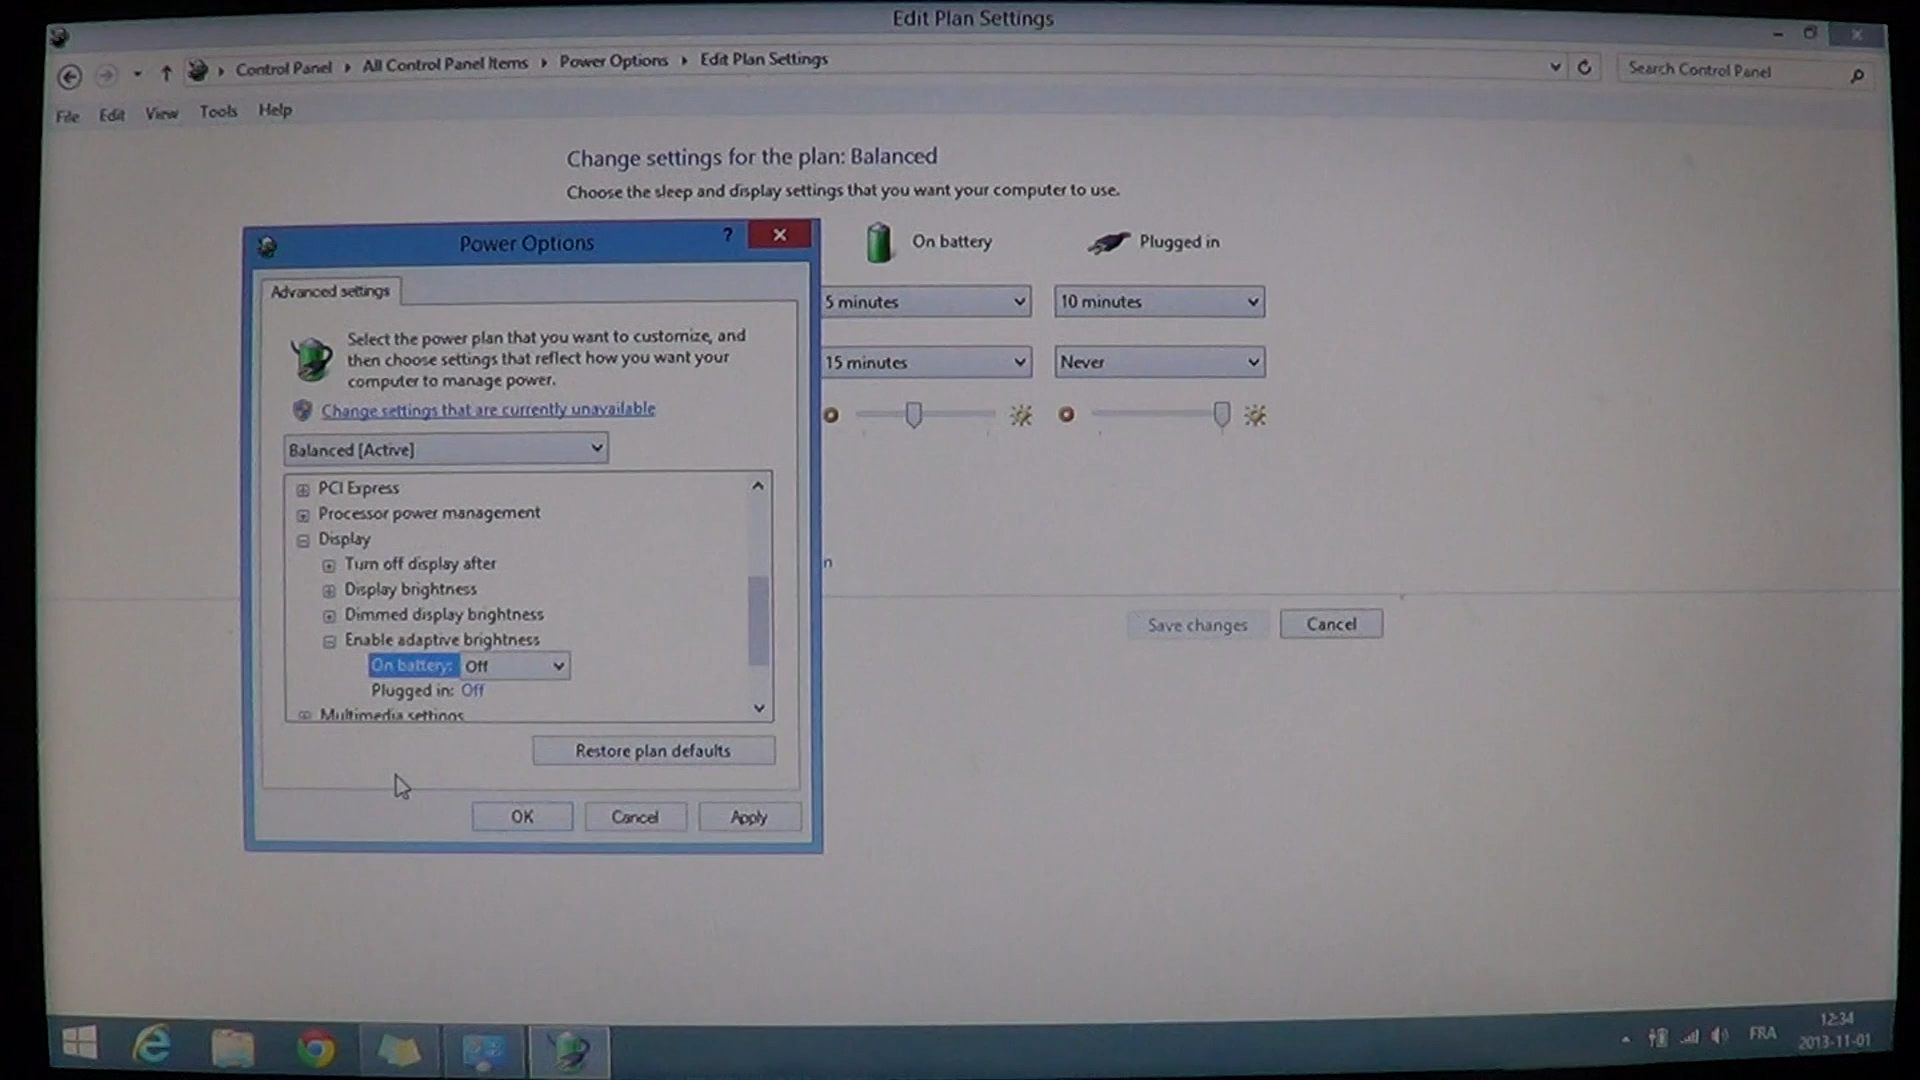 Edit Plan Settings
Control Panel All Control Panel Items Power Options Edit Plan Settings
Search Control Panel
File Edit View Tools Help
Change settings for the plan: Balanced
Choose the sleep and display settings that you want your computer to use.
On battery Plugged in
5 minutes 10 minutes
15 minutes Never
n
Save changes Cancel
Power Options
?
Advanced settings
Select the power plan that you want to customize, and
then choose settings that reflect how you want your
computer to manage power.
Change settings that are currently unavailable
Balanced [Active]
PCI Express
Processor power management
Display
Turn off display after
Display brightness
Dimmed display brightness
Enable adaptive brightness
On battery: Off
Plugged in: Off
Multimedia settings
Restore plan defaults
OK Cancel Apply
FRA
12:34
2013-11-01